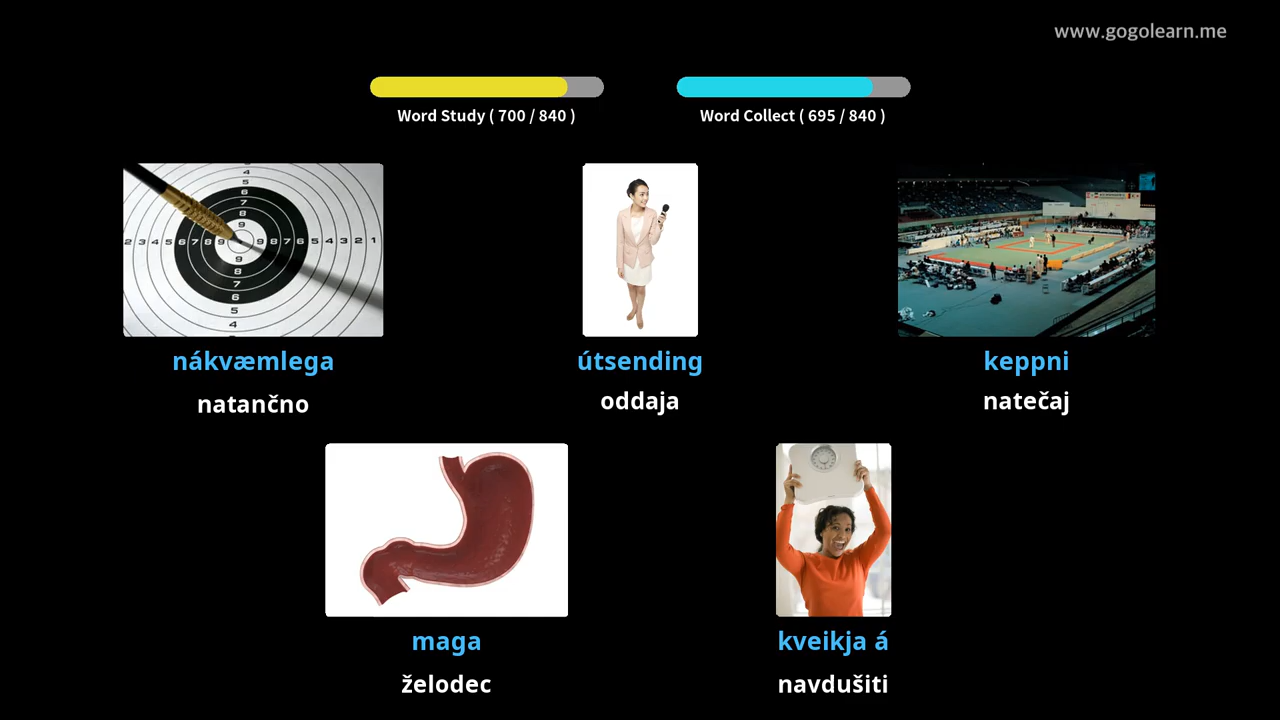 www.gogolearn.me
Word Study ( 700 / 840 )
Word Collect ( 695 / 840 )
nákvæmlega
natančno
útsending
oddaja
keppni
natečaj
maga
želodec
kveikja á
navdušiti